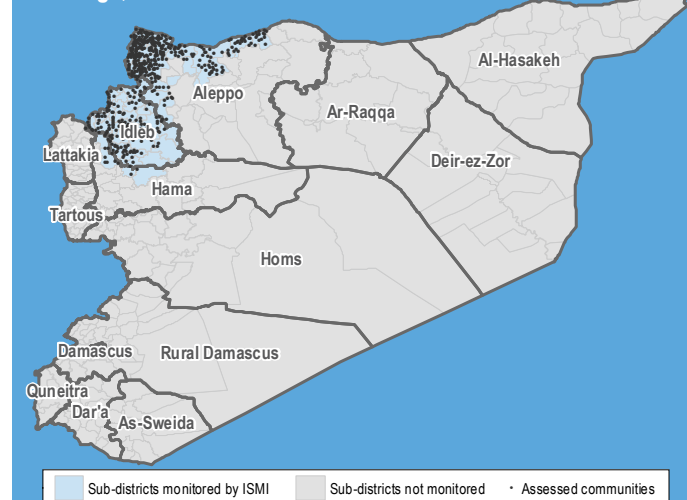 Al-Hasakeh
Aleppo
Ar-Raqqa
Idleb
Lattakia
Deir-ez-Zor
Hama
Tartous
Homs
Damascus
Rural Damascus
Quneitra
Dar'a
As-Sweida
Sub-districts monitored by ISMI
Sub-districts not monitored
Assessed communities